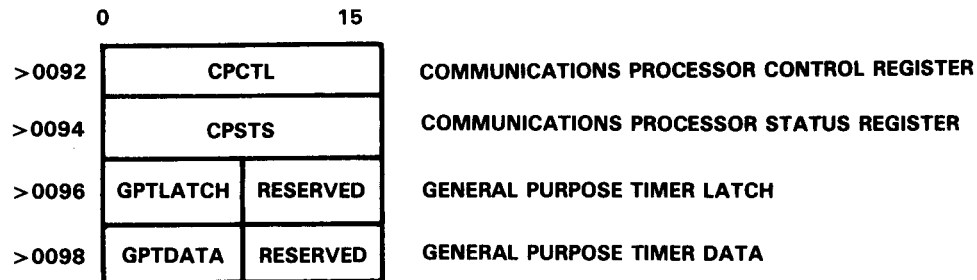 0 15
>0092 CPCTL COMMUNICATIONS PROCESSOR CONTROL REGISTER
>0094 CPSTS COMMUNICATIONS PROCESSOR STATUS REGISTER
>0096 GPTLATCH RESERVED GENERAL PURPOSE TIMER LATCH
>0098 GPTDATA RESERVED GENERAL PURPOSE TIMER DATA